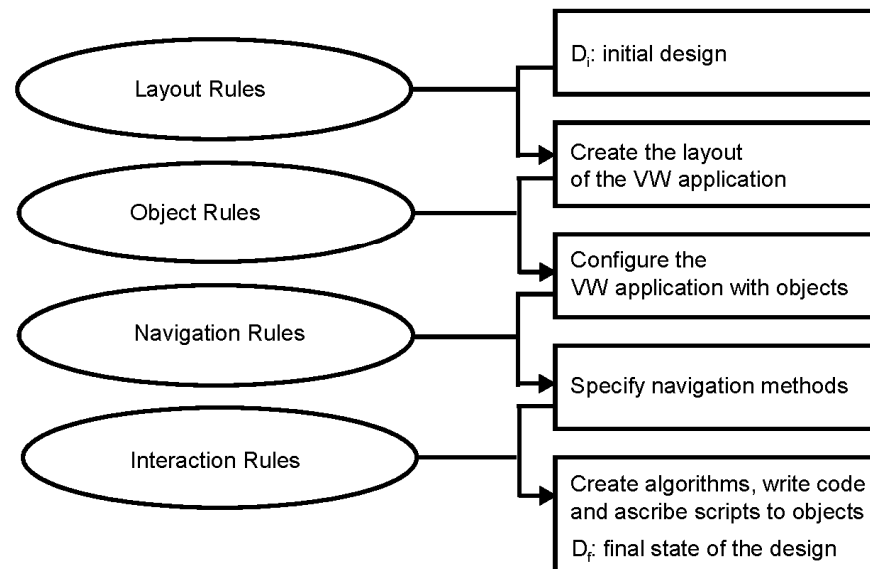 Layout Rules
Object Rules
Navigation Rules
Interaction Rules
Di: initial design
Create the layout
of the VW application
Configure the
VW application with objects
Specify navigation methods
Create algorithms, write code
and ascribe scripts to objects
Df: final state of the design